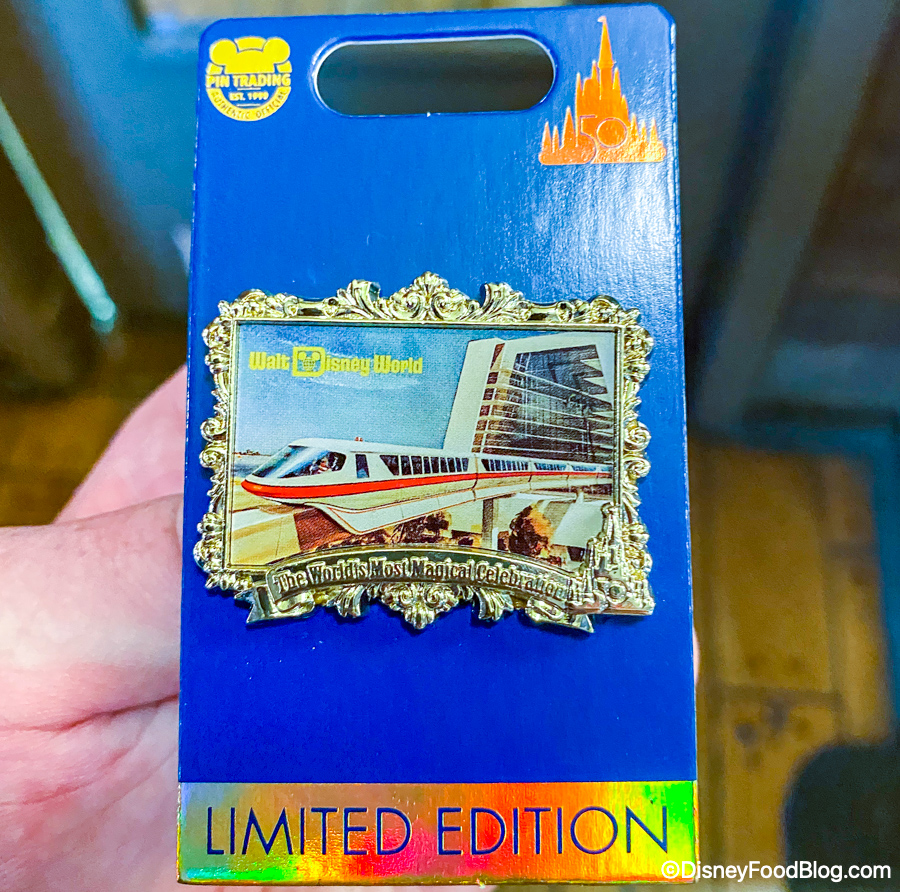 PIN TRADING
EST. 1999
AUTHENTIC OFFICIAL
50
Walt Disney World
The World's Most Magical Celebration
50
LIMITED EDITION
©DisneyFoodBlog.com